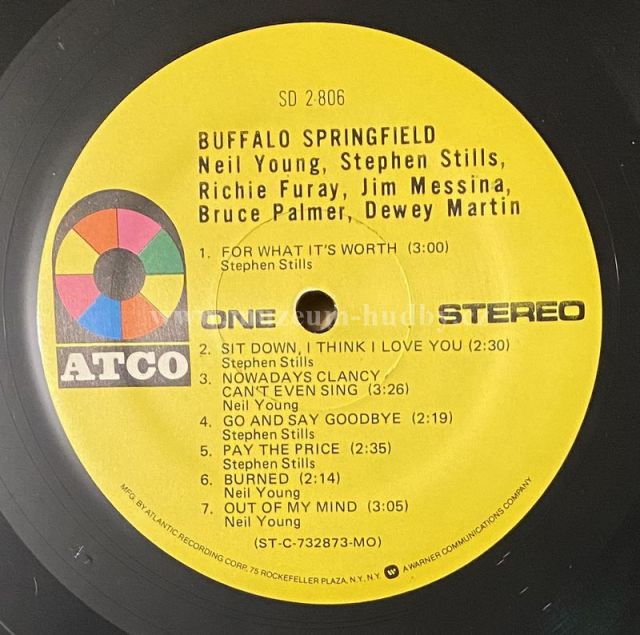 SD 2-806
BUFFALO SPRINGFIELD
Neil Young, Stephen Stills,
Richie Furay, Jim Messina,
Bruce Palmer, Dewey Martin
1. FOR WHAT IT'S WORTH (3:00)
Stephen Stills
ONE STEREO
www.muzeum-hudby.cz
ATCO
2. SIT DOWN, I THINK I LOVE YOU (2:30)
Stephen Stills
3. NOWADAYS CLANCY
CAN'T EVEN SING (3:26)
Neil Young
4. GO AND SAY GOODBYE (2:19)
Stephen Stills
5. PAY THE PRICE (2:35)
Stephen Stills
6. BURNED (2:14)
Neil Young
7. OUT OF MY MIND (3:05)
Neil Young
(ST-C-732873-MO)
MFG. BY ATLANTIC RECORDING CORP. 75 ROCKEFELLER PLAZA, N.Y. N.Y. A WARNER COMMUNICATIONS COMPANY